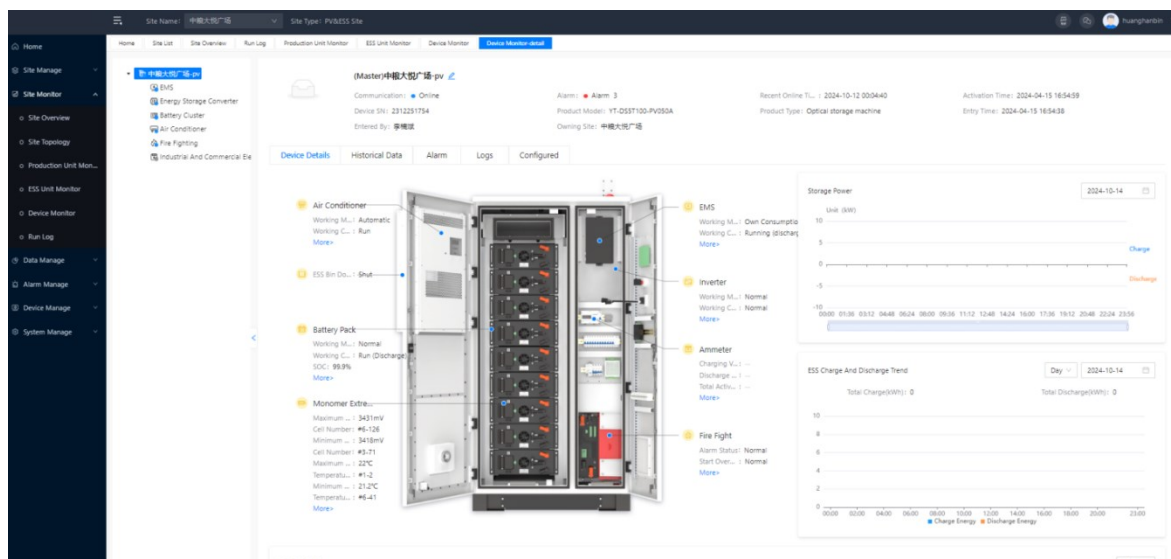 Site Name: 中粮大悦广场 Site Type: PV&ESS Site huanghanbin
Home Site List Site Overview Run Log Production Unit Monitor ESS Unit Monitor Device Monitor Device Monitor-detail
Home
Site Manage
Site Monitor
Site Overview
Site Topology
Production Unit Mon...
ESS Unit Monitor
Device Monitor
Run Log
Data Manage
Alarm Manage
Device Manage
System Manage
中粮大悦广场-pv
EMS
Energy Storage Converter
Battery Cluster
Air Conditioner
Fire Fighting
Industrial And Commercial Ele
(Master)中粮大悦广场-pv
Communication: Online Alarm: Alarm 3 Recent Online Ti...: 2024-10-12 00:04:40 Activation Time: 2024-04-15 16:54:59
Device SN: 2312251754 Product Model: YT-DS5T100-PV050A Product Type: Optical storage machine Entry Time: 2024-04-15 16:54:38
Entered By: Owning Site: 中粮大悦广场
Device Details Historical Data Alarm Logs Configured
Air Conditioner
Working M...: Automatic
Working C...: Run
More>
ESS Bin Do...: Shut
Battery Pack
Working M...: Normal
Working C...: Run (Discharge)
SOC: 99.9%
More>
Monomer Extre...
Maximum ...: 3431mV
Cell Number: #6-126
Minimum ...: 3418mV
Cell Number: #3-71
Maximum ...: 22℃
Temperatu...: #1-2
Minimum ...: 21.2℃
Temperatu...: #6-41
More>
EMS
Working M...: Own Consumptio
Working C...: Running (discharg
More>
Inverter
Working M...: Normal
Working C...: Normal
More>
Ammeter
Charging V...: --
Discharge ...: --
Total Activ...: --
More>
Fire Fight
Alarm Status: Normal
Start Over...: Normal
More>
Storage Power 2024-10-14
Unit (kW)
10
5
0
-5
-10
Charge
Discharge
00:00 01:36 03:12 04:48 06:24 08:00 09:36 11:12 12:48 14:24 16:00 17:36 19:12 20:48 22:24 23:56
ESS Charge And Discharge Trend Day 2024-10-14
Total Charge(kWh): 0 Total Discharge(kWh): 0
10
8
6
4
2
0
00:00 02:00 04:00 06:00 08:00 10:00 12:00 14:00 16:00 18:00 20:00 23:00
Charge Energy Discharge Energy